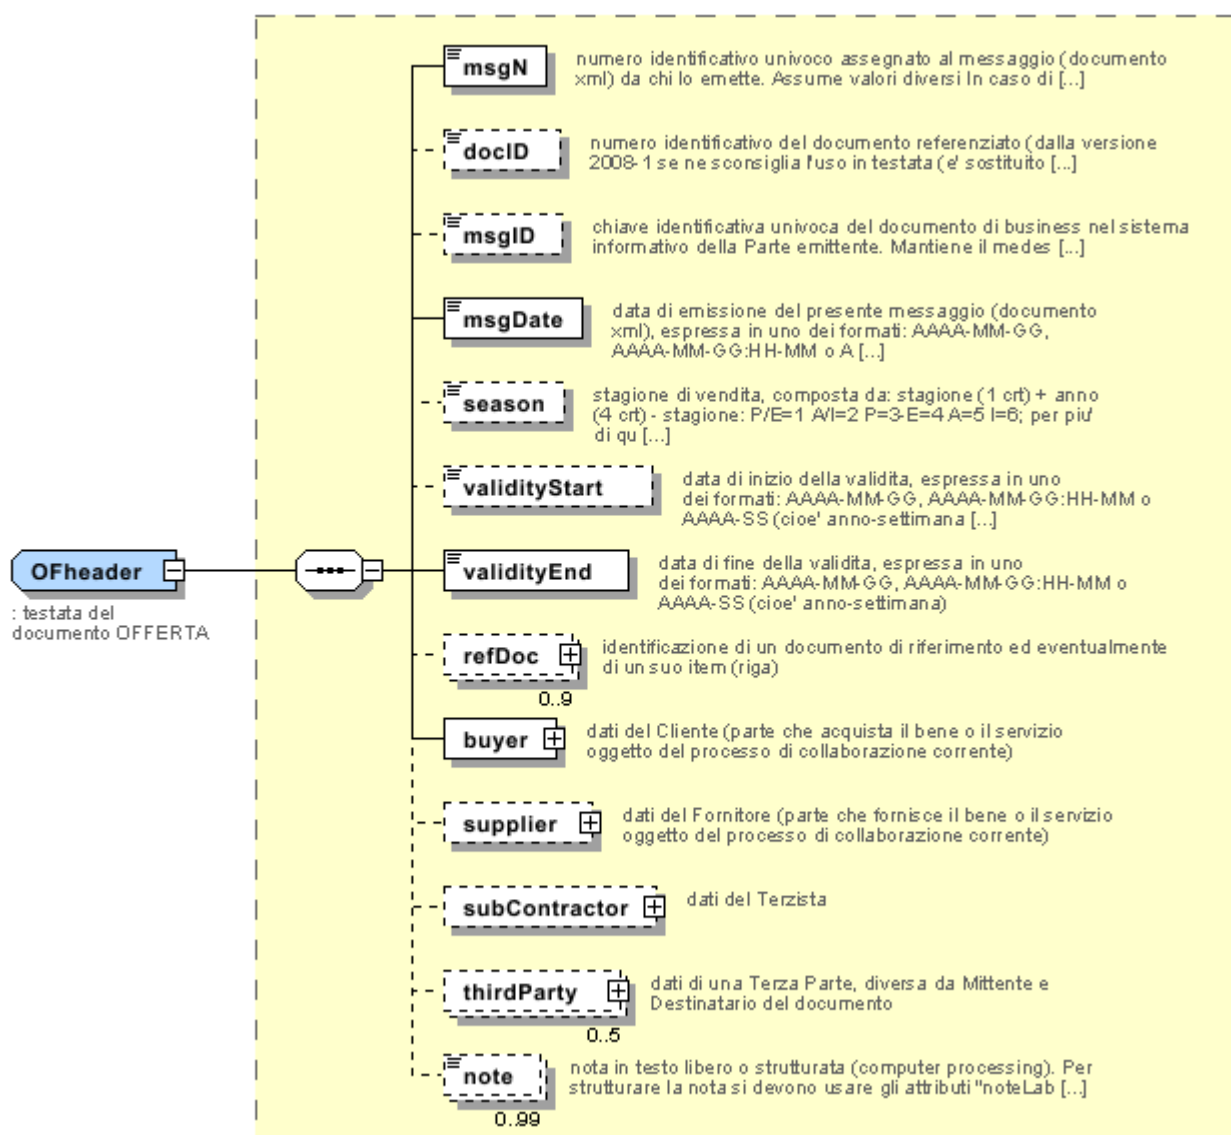 msgN
numero identificativo univoco assegnato al messaggio (documento
xml) da chi lo emette. Assume valori diversi In caso di [...]
docID
numero identificativo del documento referenziato (dalla versione
2008-1 se ne sconsiglia l'uso in testata (e' sostituito [...]
msgID
chiave identificativa univoca del documento di business nel sistema
informativo della Parte emittente. Mantiene il medes [...]
msgDate
data di emissione del presente messaggio (documento
xml), espressa in uno dei formati: AAAA-MM-GG,
AAAA-MM-GG:HH-MM o A [...]
season
stagione di vendita, composta da: stagione (1 crt) + anno
(4 crt) - stagione: P/E=1 A/I=2 P=3-E=4 A=5 I=6; per piu'
di qu [...]
validityStart
data di inizio della validita, espressa in uno
dei formati: AAAA-MM-GG, AAAA-MM-GG:HH-MM o
AAAA-SS (cioe' anno-settimana [...]
OFheader
: testata del
documento OFFERTA
validityEnd
data di fine della validita, espressa in uno
dei formati: AAAA-MM-GG, AAAA-MM-GG:HH-MM o
AAAA-SS (cioe' anno-settimana)
refDoc
identificazione di un documento di riferimento ed eventualmente
di un suo item (riga)
0..9
buyer
dati del Cliente (parte che acquista il bene o il servizio
oggetto del processo di collaborazione corrente)
supplier
dati del Fornitore (parte che fornisce il bene o il servizio
oggetto del processo di collaborazione corrente)
subContractor
dati del Terzista
thirdParty
dati di una Terza Parte, diversa da Mittente e
Destinatario del documento
0..5
note
nota in testo libero o strutturata (computer processing). Per
strutturare la nota si devono usare gli attributi "noteLab [...]
0..99